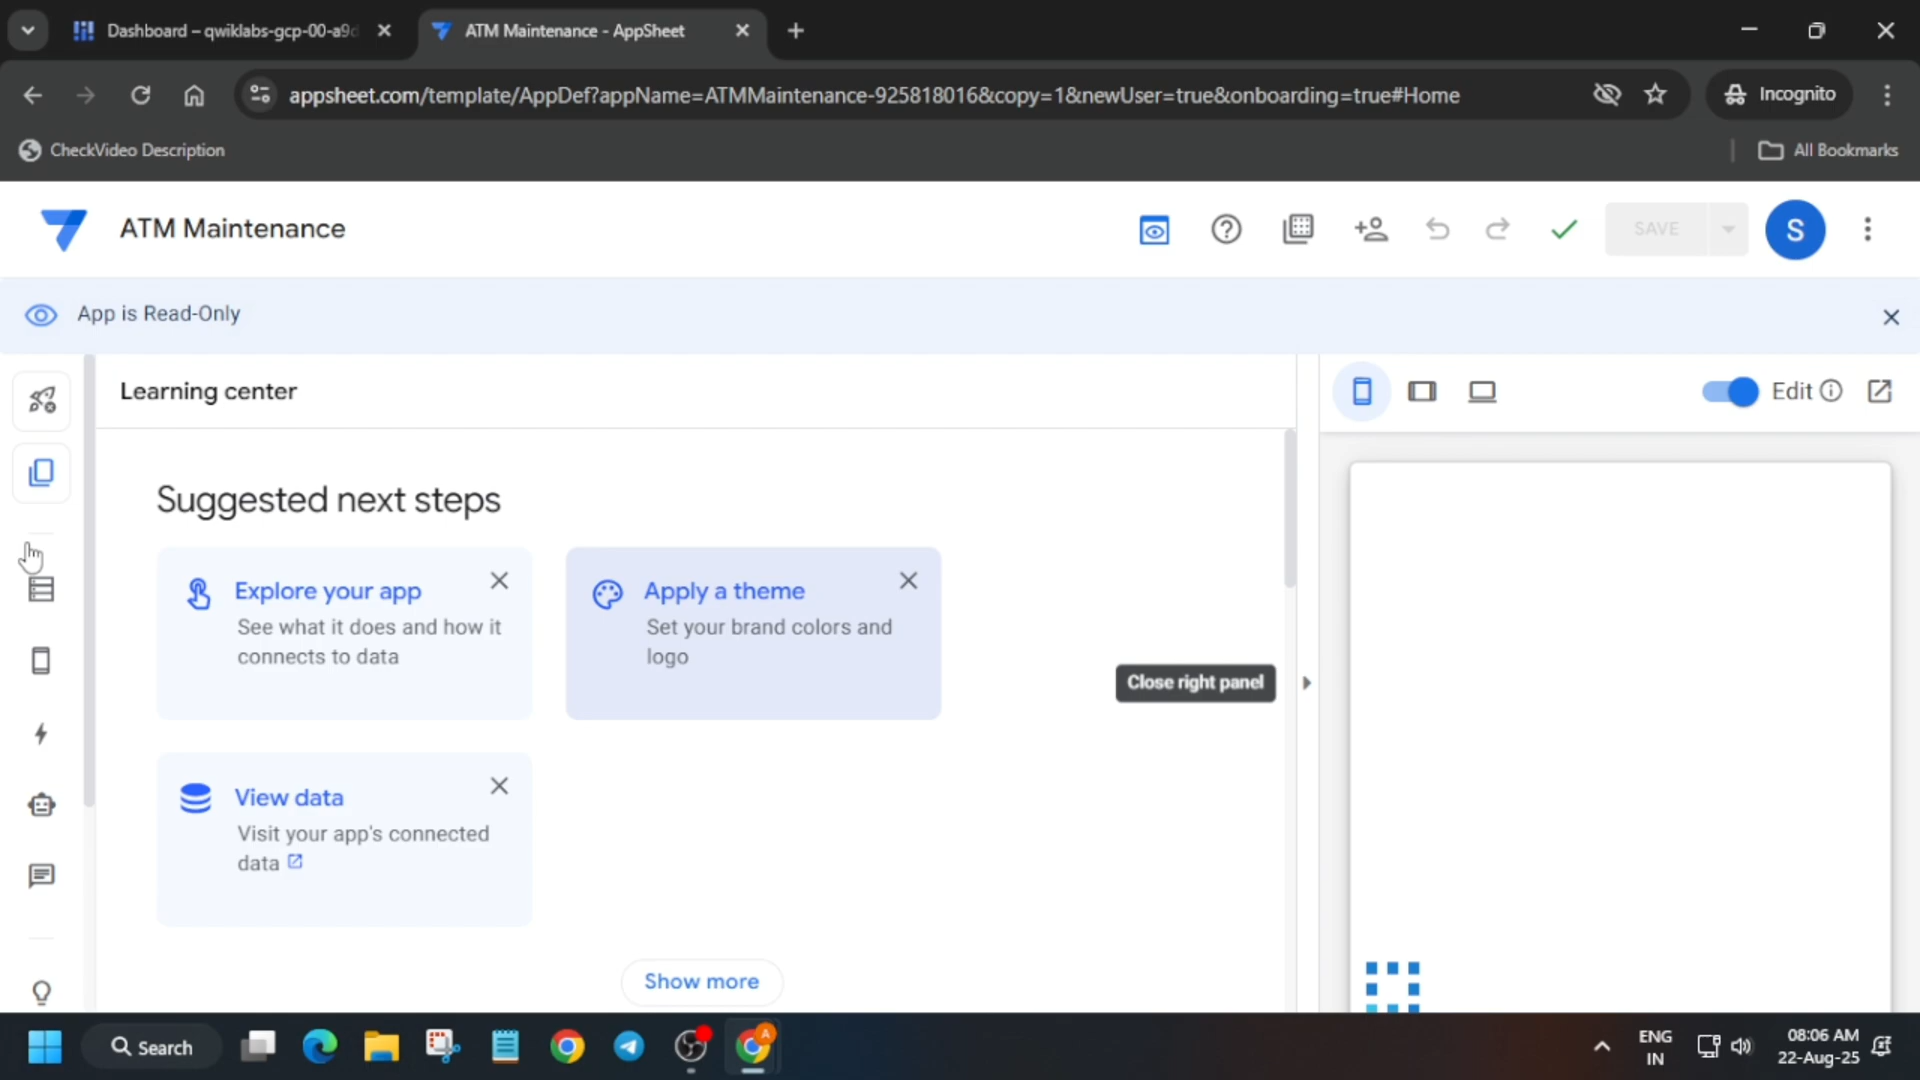 Dashboard – qwiklabs-gcp-00-a9d
ATM Maintenance - AppSheet
appsheet.com/template/AppDef?appName=ATMMaintenance-925818016&copy=1&newUser=true&onboarding=true#Home
Incognito
CheckVideo Description
All Bookmarks
ATM Maintenance
SAVE
S
App is Read-Only
Learning center
Edit
Suggested next steps
Explore your app
See what it does and how it
connects to data
Apply a theme
Set your brand colors and
logo
Close right panel
View data
Visit your app's connected
data
Show more
Search
ENG
IN
08:06 AM
22-Aug-25